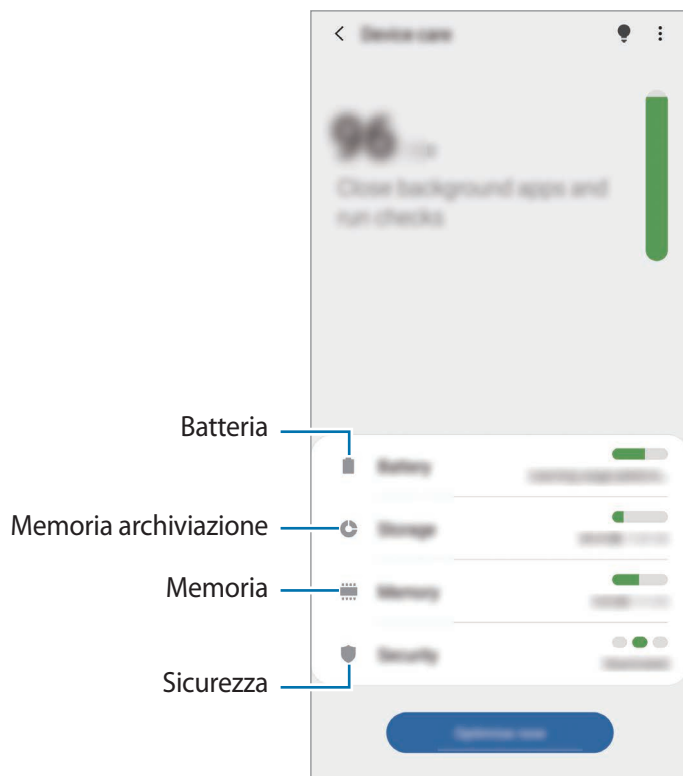 Device care
96
Close background apps and
run checks
Batteria
Battery
Memoria archiviazione
Storage
Memoria
Memory
Sicurezza
Security
Optimise now